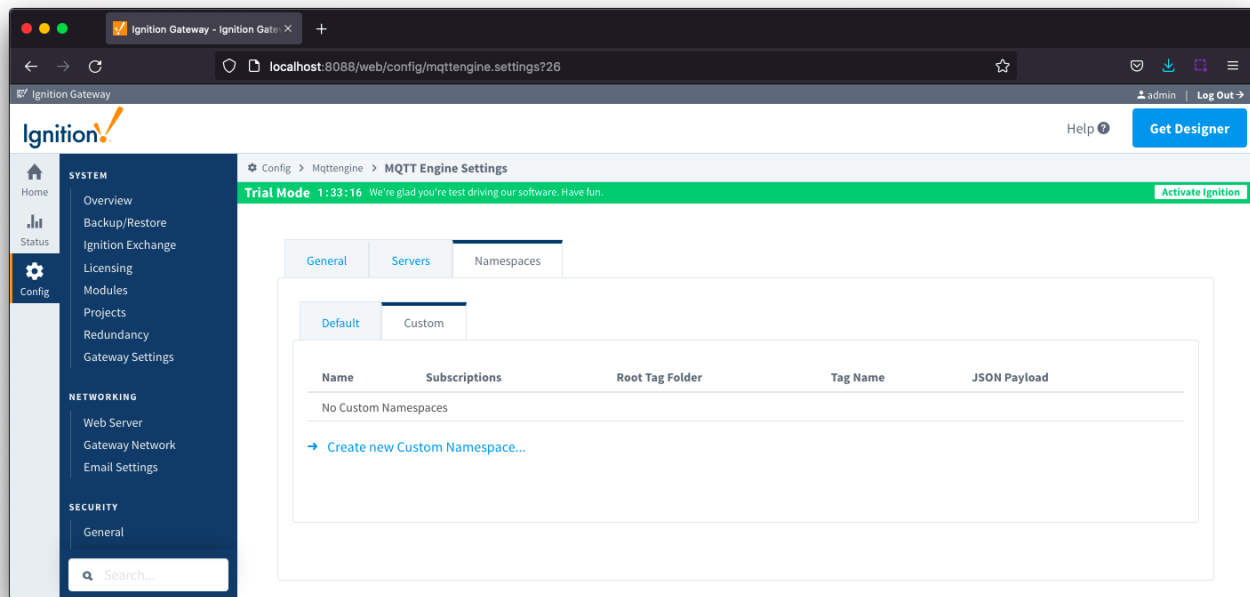 Ignition Gateway - Ignition Gate
localhost:8088/web/config/mqttengine.settings?26
Ignition Gateway
admin | Log Out
Ignition!
Help
Get Designer
Home
Status
Config
SYSTEM
Overview
Backup/Restore
Ignition Exchange
Licensing
Modules
Projects
Redundancy
Gateway Settings
NETWORKING
Web Server
Gateway Network
Email Settings
SECURITY
General
Search...
Config > Mqttengine > MQTT Engine Settings
Trial Mode 1:33:16 We're glad you're test driving our software. Have fun.
Activate Ignition
General Servers Namespaces
Default Custom
Name Subscriptions Root Tag Folder Tag Name JSON Payload
No Custom Namespaces
Create new Custom Namespace...